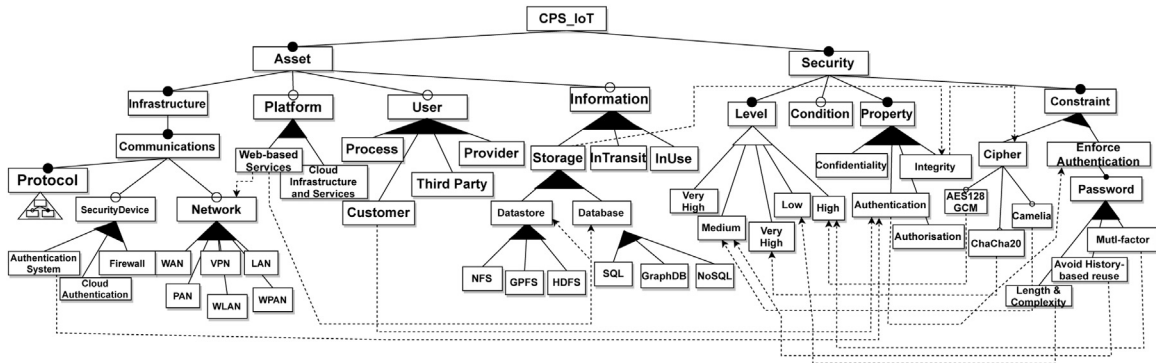 CPS_IoT
Asset
Security
Infrastructure
Platform
User
Information
Level
Condition
Property
Constraint
Communications
Web-based
Services
Cloud
Infrastructure
and Services
Process
Provider
Third Party
Customer
Storage
InTransit
InUse
Confidentiality
Integrity
Cipher
Enforce
Authentication
Protocol
SecurityDevice
Network
Datastore
Database
Very
High
Medium
Very
High
Low
High
Authentication
Authorisation
AES128
GCM
Camelia
ChaCha20
Password
Mutl-factor
Avoid History-
based reuse
Length &
Complexity
Authentication
System
Cloud
Authentication
Firewall
WAN
VPN
LAN
PAN
WLAN
WPAN
NFS
GPFS
HDFS
SQL
GraphDB
NoSQL